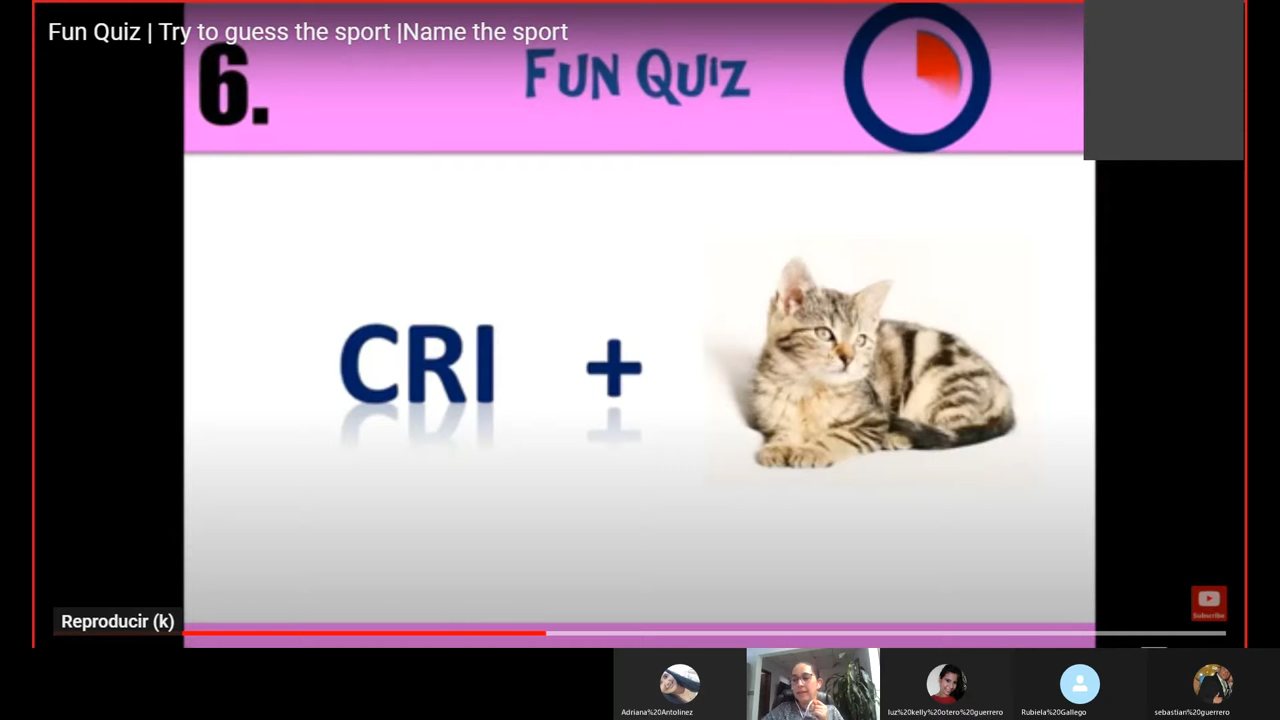 Fun Quiz | Try to guess the sport |Name the sport
6.
FUN QUIZ
CRI +
Reproducir (k)
Subscribe
Adriana%20Antolinez
luz%20kelly%20otero%20guerrero
Rubiela%20Gallego
sebastian%20guerrero